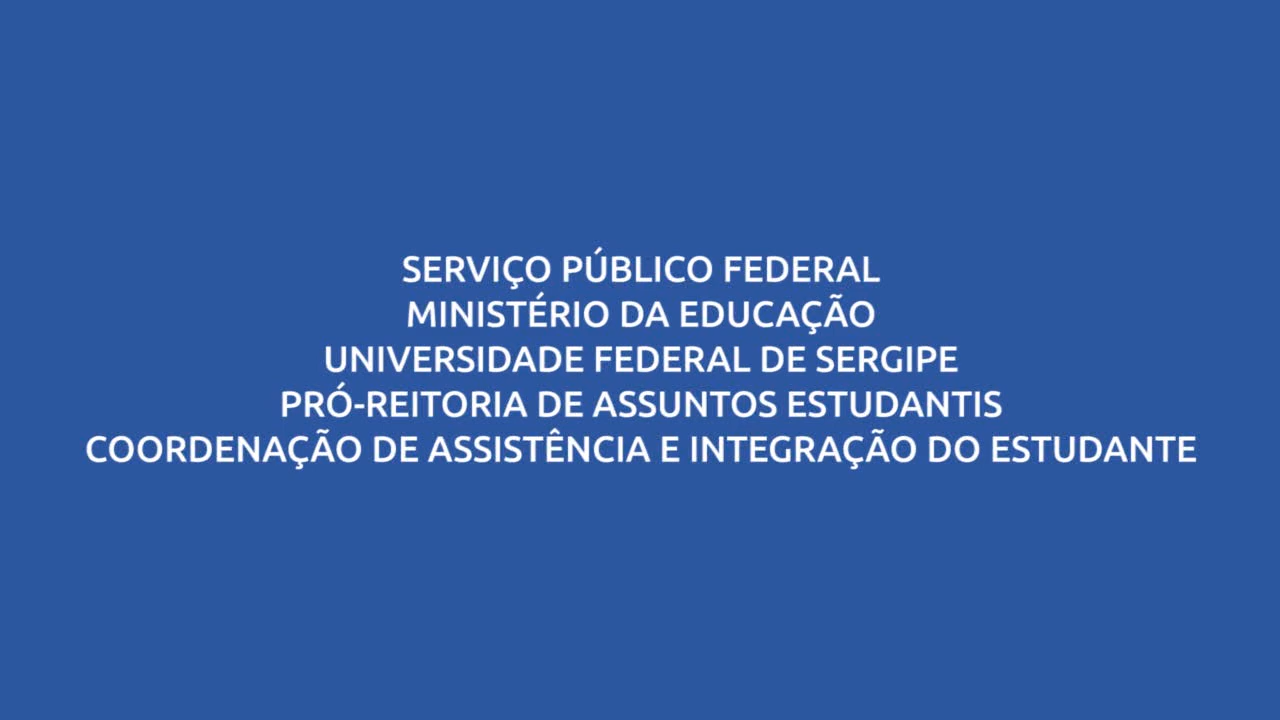 SERVIÇO PÚBLICO FEDERAL
MINISTÉRIO DA EDUCAÇÃO
UNIVERSIDADE FEDERAL DE SERGIPE
PRÓ-REITORIA DE ASSUNTOS ESTUDANTIS
COORDENAÇÃO DE ASSISTÊNCIA E INTEGRAÇÃO DO ESTUDANTE